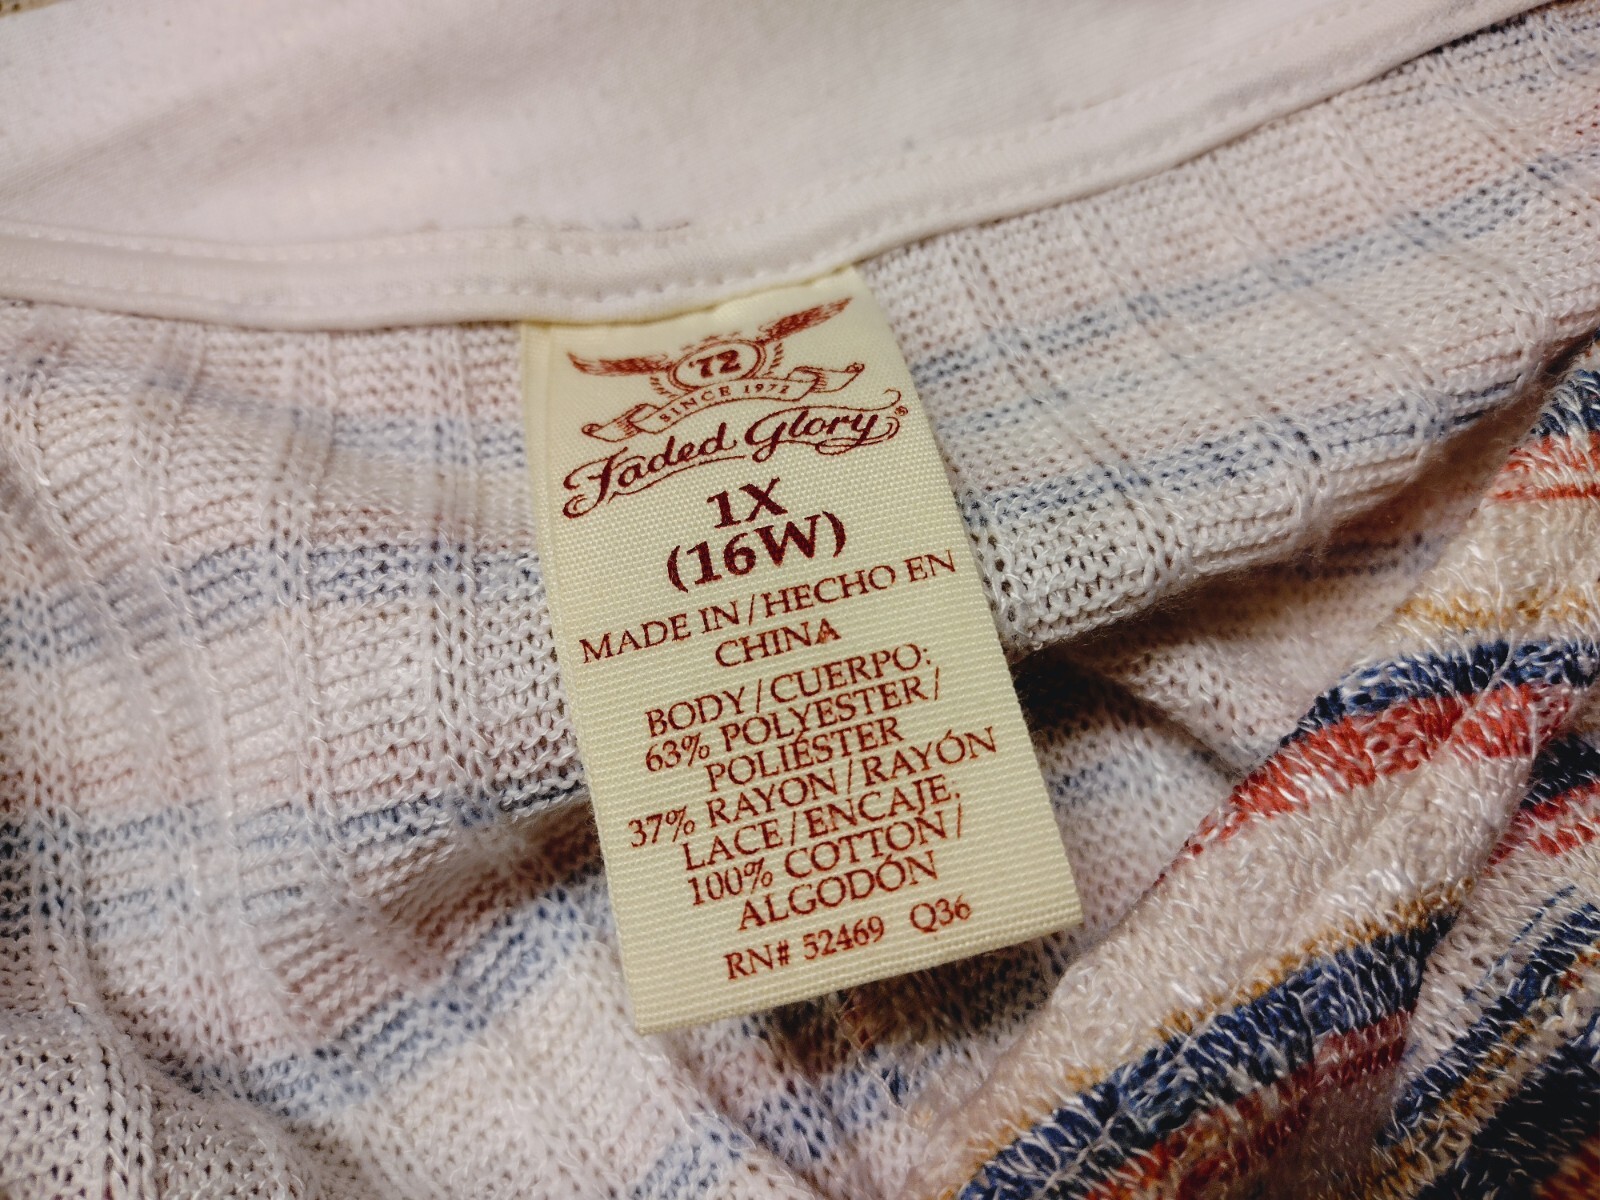 '72
SINCE 1972
Faded Glory®
1X
(16W)
MADE IN/HECHO EN
CHINA
BODY/CUERPO:
63% POLYESTER/
POLIÉSTER
37% RAYON/RAYÓN
LACE/ENCAJE,
100% COTTON/
ALGODÓN
RN# 52469 Q36